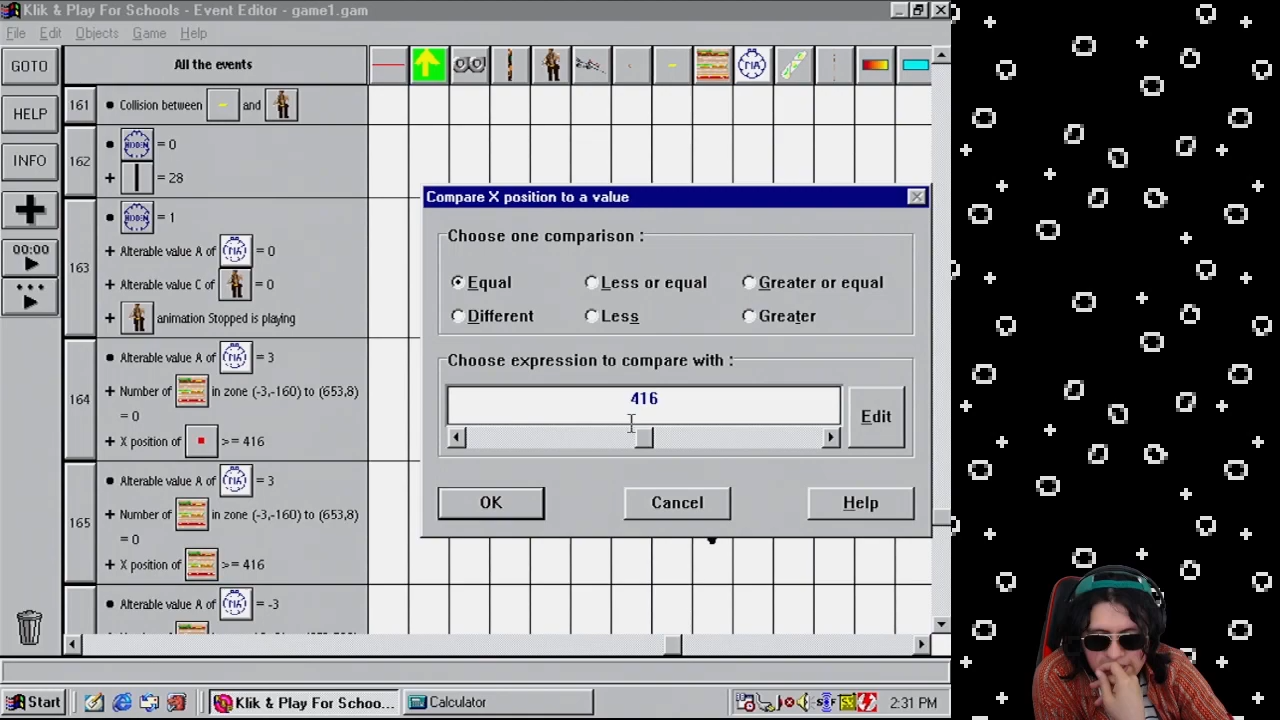 Klik & Play For Schools - Event Editor - game1.gam
File Edit Objects Game Help
GOTO
All the events
HELP
INFO
00:00
161 • Collision between and
162 • = 0
+ = 28
163 • = 1
+ Alterable value A of = 0
+ Alterable value C of = 0
+ animation Stopped is playing
164 • Alterable value A of = 3
+ Number of in zone (-3,-160) to (653,8)
= 0
+ X position of >= 416
165 • Alterable value A of = 3
+ Number of in zone (-3,-160) to (653,8)
= 0
+ X position of >= 416
• Alterable value A of = -3
Compare X position to a value
Choose one comparison :
Equal Less or equal Greater or equal
Different Less Greater
Choose expression to compare with :
416
Edit
OK Cancel Help
Start Klik & Play For Schoo... Calculator 2:31 PM